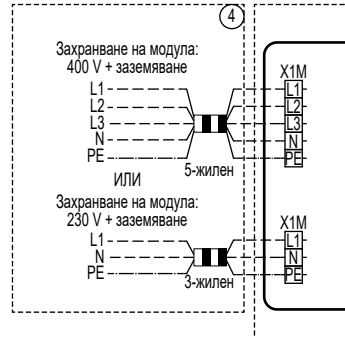 4
Захранване на модула:
400 V + заземяване
X1M
L1 L1
L2 L2
L3 L3
N N
PE PE
5-жилен
ИЛИ
Захранване на модула:
230 V + заземяване
X1M
L1 L1
N N
PE PE
3-жилен